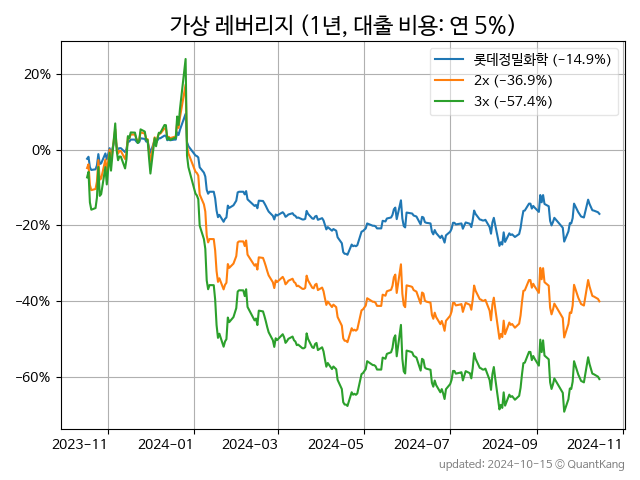 가상 레버리지 (1년, 대출 비용: 연 5%)
롯데정밀화학 (−14.9%)
2x (−36.9%)
3x (−57.4%)
20%
0%
−20%
−40%
−60%
2023-11 2024-01 2024-03 2024-05 2024-07 2024-09 2024-11
updated: 2024-10-15 © QuantKang